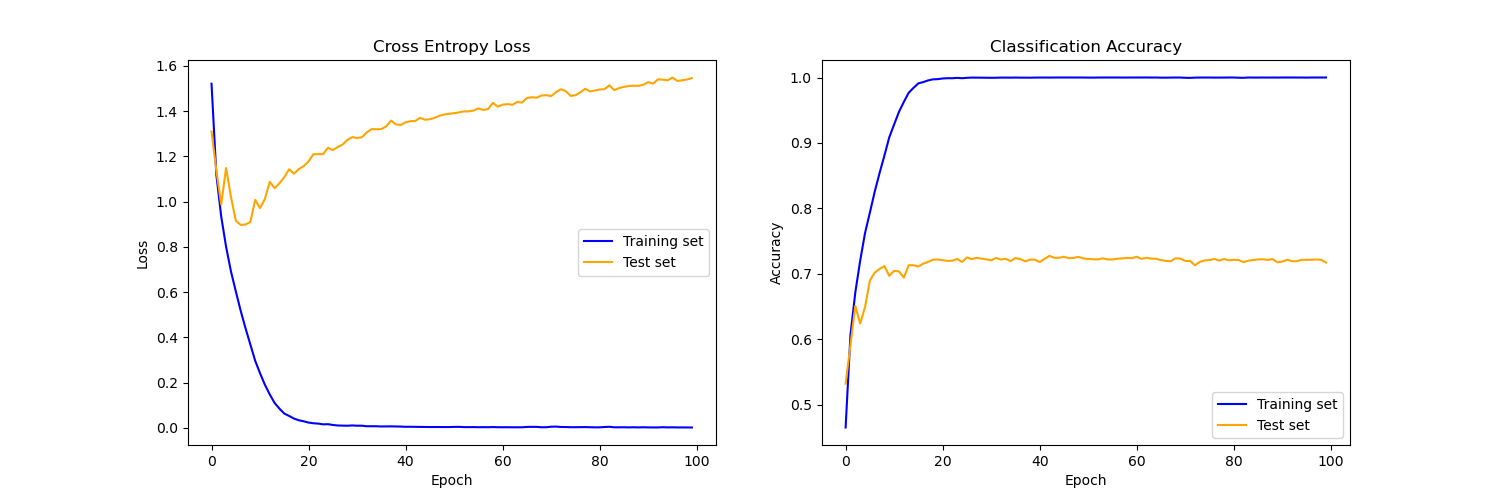 Cross Entropy Loss
1.6
1.4
1.2
1.0
0.8
0.6
0.4
0.2
0.0
Loss
0 20 40 60 80 100
Epoch
Training set
Test set
Classification Accuracy
1.0
0.9
0.8
0.7
0.6
0.5
Accuracy
0 20 40 60 80 100
Epoch
Training set
Test set